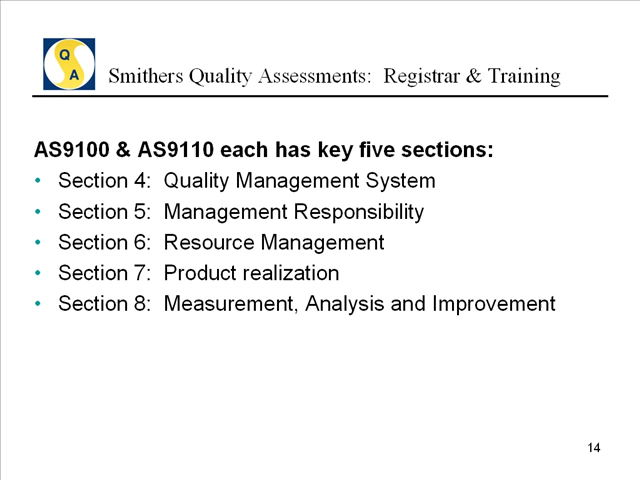 Q
A
Smithers Quality Assessments: Registrar & Training
AS9100 & AS9110 each has key five sections:
• Section 4: Quality Management System
• Section 5: Management Responsibility
• Section 6: Resource Management
• Section 7: Product realization
• Section 8: Measurement, Analysis and Improvement
14